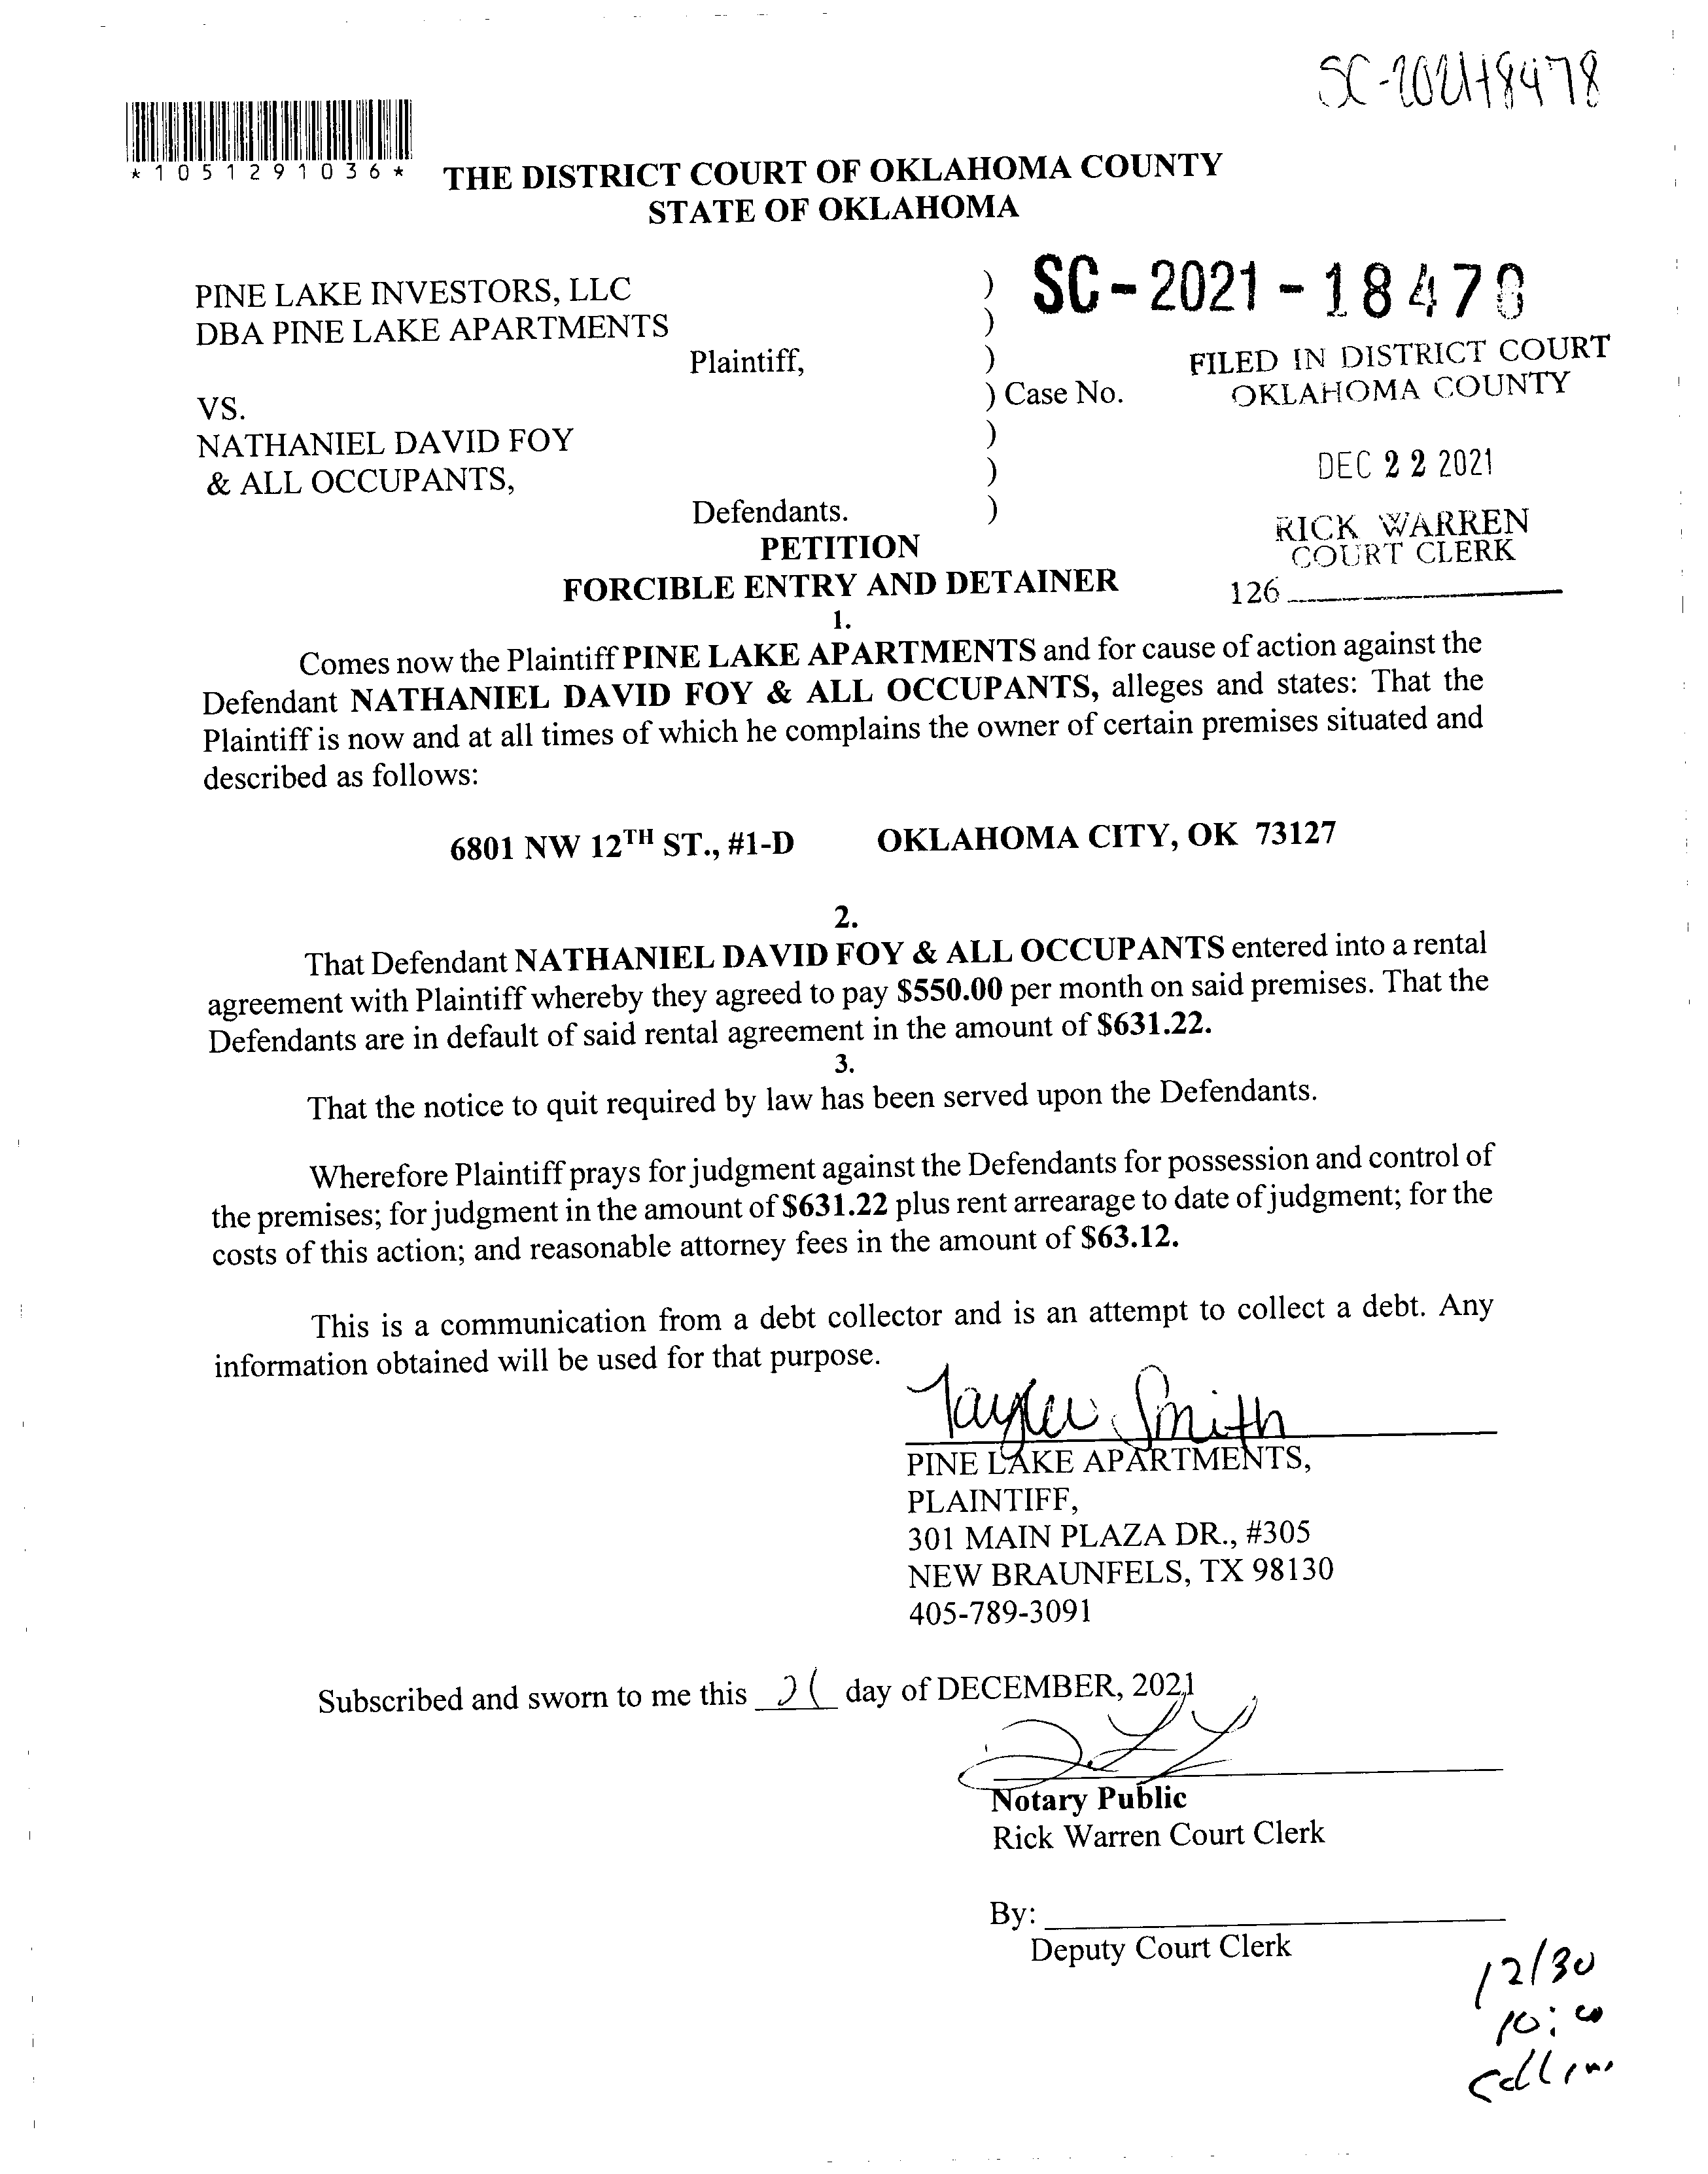 SC-202118478
*1051291036*
THE DISTRICT COURT OF OKLAHOMA COUNTY
STATE OF OKLAHOMA
PINE LAKE INVESTORS, LLC )
DBA PINE LAKE APARTMENTS )
Plaintiff, )
SC-2021-18478
FILED IN DISTRICT COURT
OKLAHOMA COUNTY
VS. ) Case No.
NATHANIEL DAVID FOY )
& ALL OCCUPANTS, )
DEC 22 2021
Defendants. )
RICK WARREN
COURT CLERK
126
PETITION
FORCIBLE ENTRY AND DETAINER
1.
Comes now the Plaintiff PINE LAKE APARTMENTS and for cause of action against the
Defendant NATHANIEL DAVID FOY & ALL OCCUPANTS, alleges and states: That the
Plaintiff is now and at all times of which he complains the owner of certain premises situated and
described as follows:
6801 NW 12TH ST., #1-D OKLAHOMA CITY, OK 73127
2.
That Defendant NATHANIEL DAVID FOY & ALL OCCUPANTS entered into a rental
agreement with Plaintiff whereby they agreed to pay $550.00 per month on said premises. That the
Defendants are in default of said rental agreement in the amount of $631.22.
3.
That the notice to quit required by law has been served upon the Defendants.
Wherefore Plaintiff prays for judgment against the Defendants for possession and control of
the premises; for judgment in the amount of $631.22 plus rent arrearage to date of judgment; for the
costs of this action; and reasonable attorney fees in the amount of $63.12.
This is a communication from a debt collector and is an attempt to collect a debt. Any
information obtained will be used for that purpose.
Smith
PINE LAKE APARTMENTS,
PLAINTIFF,
301 MAIN PLAZA DR., #305
NEW BRAUNFELS, TX 98130
405-789-3091
Subscribed and sworn to me this 21 day of DECEMBER, 2021
Notary Public
Rick Warren Court Clerk
By:
Deputy Court Clerk
12/30
10:00